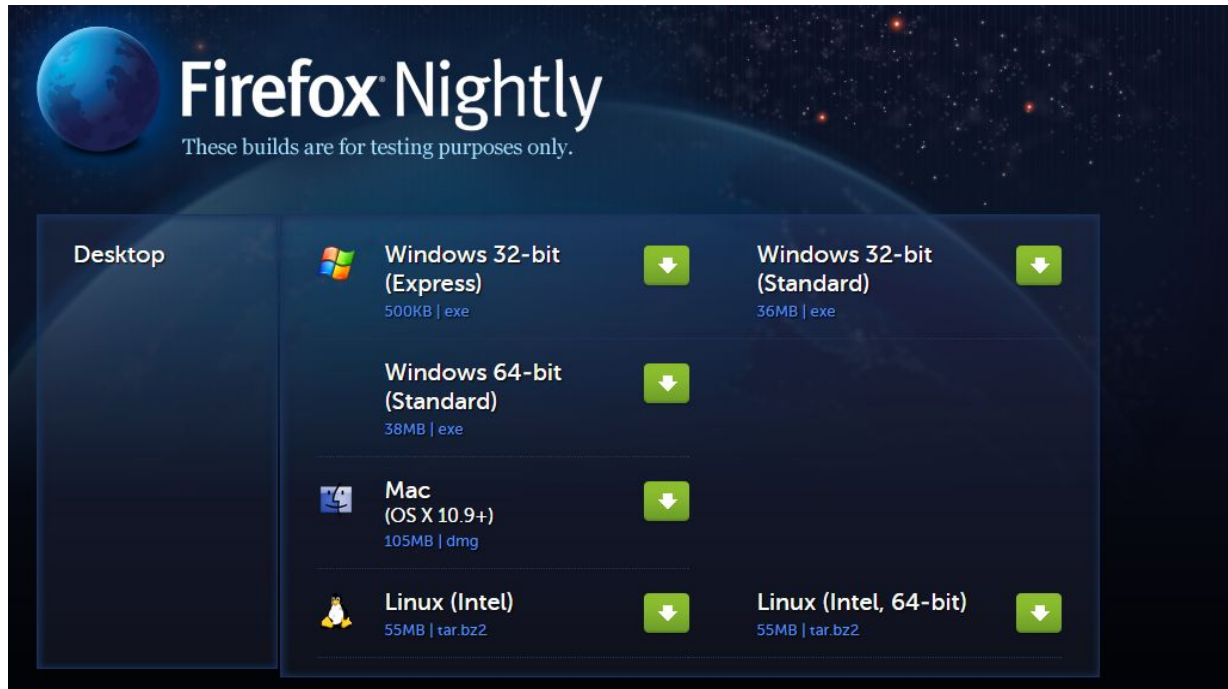 Firefox® Nightly
These builds are for testing purposes only.
Desktop
Windows 32-bit
(Express)
500KB | exe
Windows 32-bit
(Standard)
36MB | exe
Windows 64-bit
(Standard)
38MB | exe
Mac
(OS X 10.9+)
105MB | dmg
Linux (Intel)
55MB | tar.bz2
Linux (Intel, 64-bit)
55MB | tar.bz2